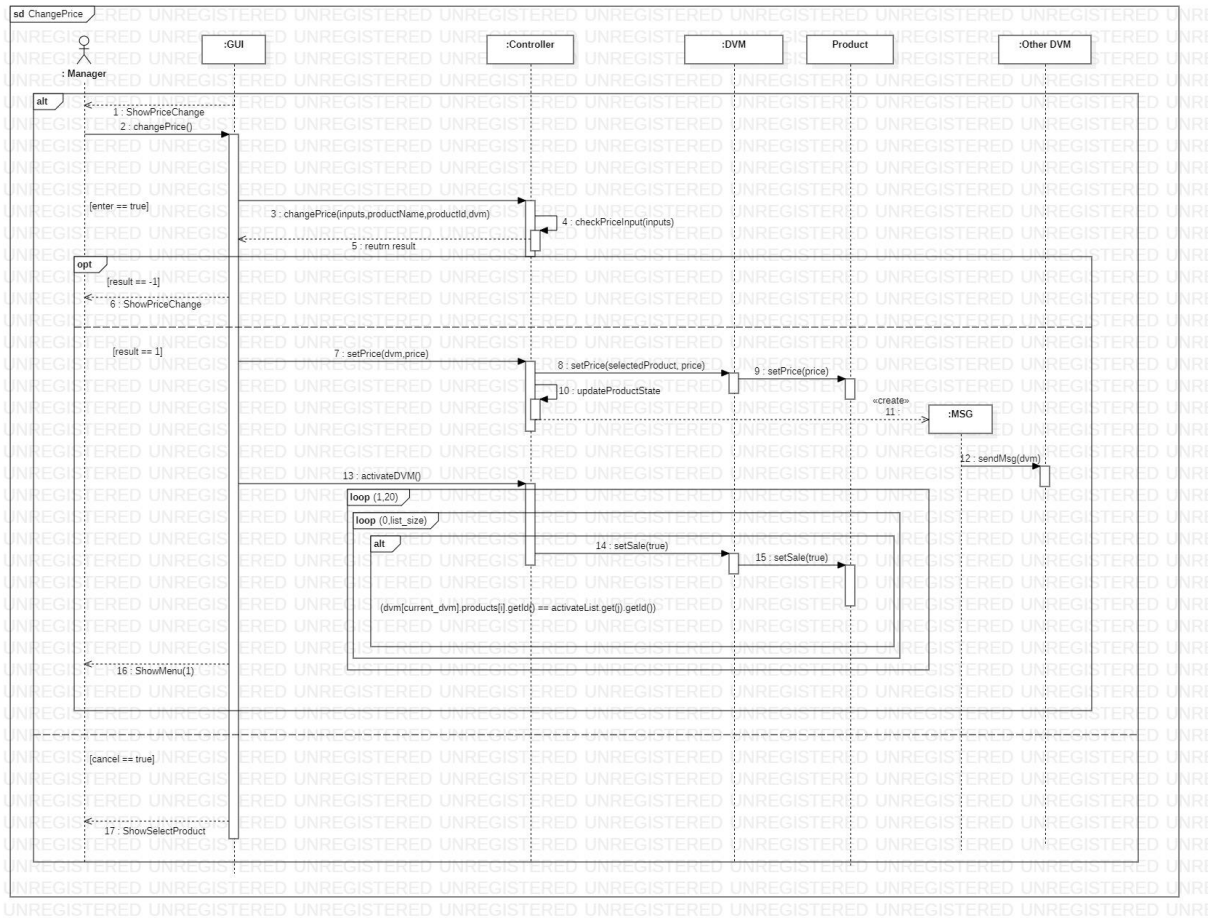 sd ChangePrice
: Manager
:GUI
:Controller
:DVM
Product
:Other DVM
alt
1 : ShowPriceChange
2 : changePrice()
[enter == true]
3 : changePrice(inputs,productName,productId,dvm)
4 : checkPriceInput(inputs)
5 : reutrn result
opt
[result == -1]
6 : ShowPriceChange
[result == 1]
7 : setPrice(dvm,price)
8 : setPrice(selectedProduct, price)
9 : setPrice(price)
10 : updateProductState
«create»
11 :
:MSG
12 : sendMsg(dvm)
13 : activateDVM()
loop (1,20)
loop (0,list_size)
alt
14 : setSale(true)
15 : setSale(true)
(dvm[current_dvm].products[i].getId() == activateList.get(j).getId())
16 : ShowMenu(1)
[cancel == true]
17 : ShowSelectProduct
UNREGISTERED